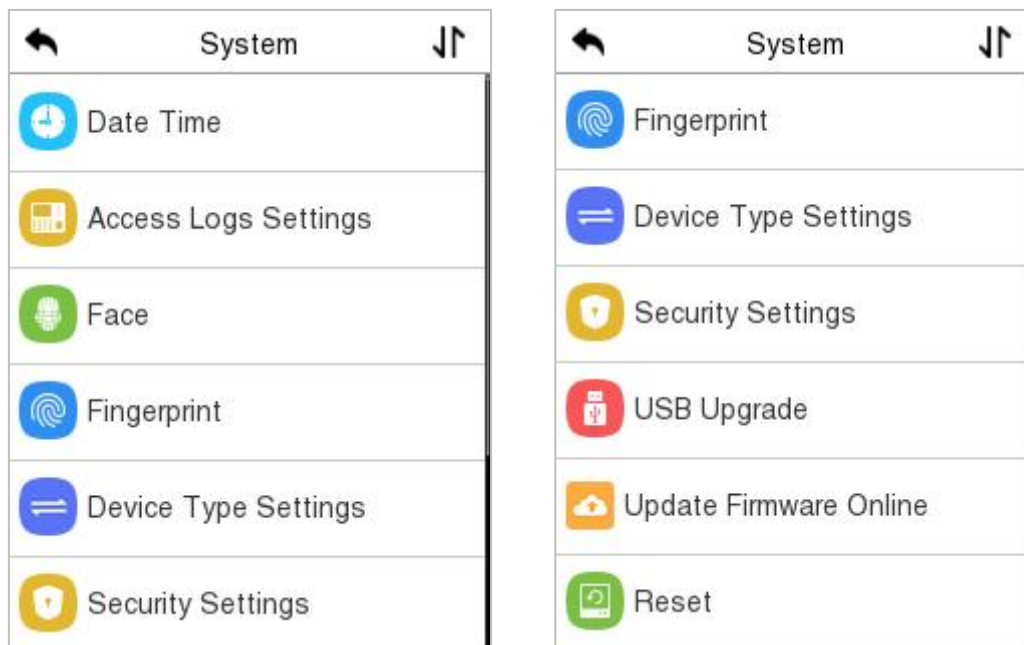 System
Date Time
Access Logs Settings
Face
Fingerprint
Device Type Settings
Security Settings
System
Fingerprint
Device Type Settings
Security Settings
USB Upgrade
Update Firmware Online
Reset